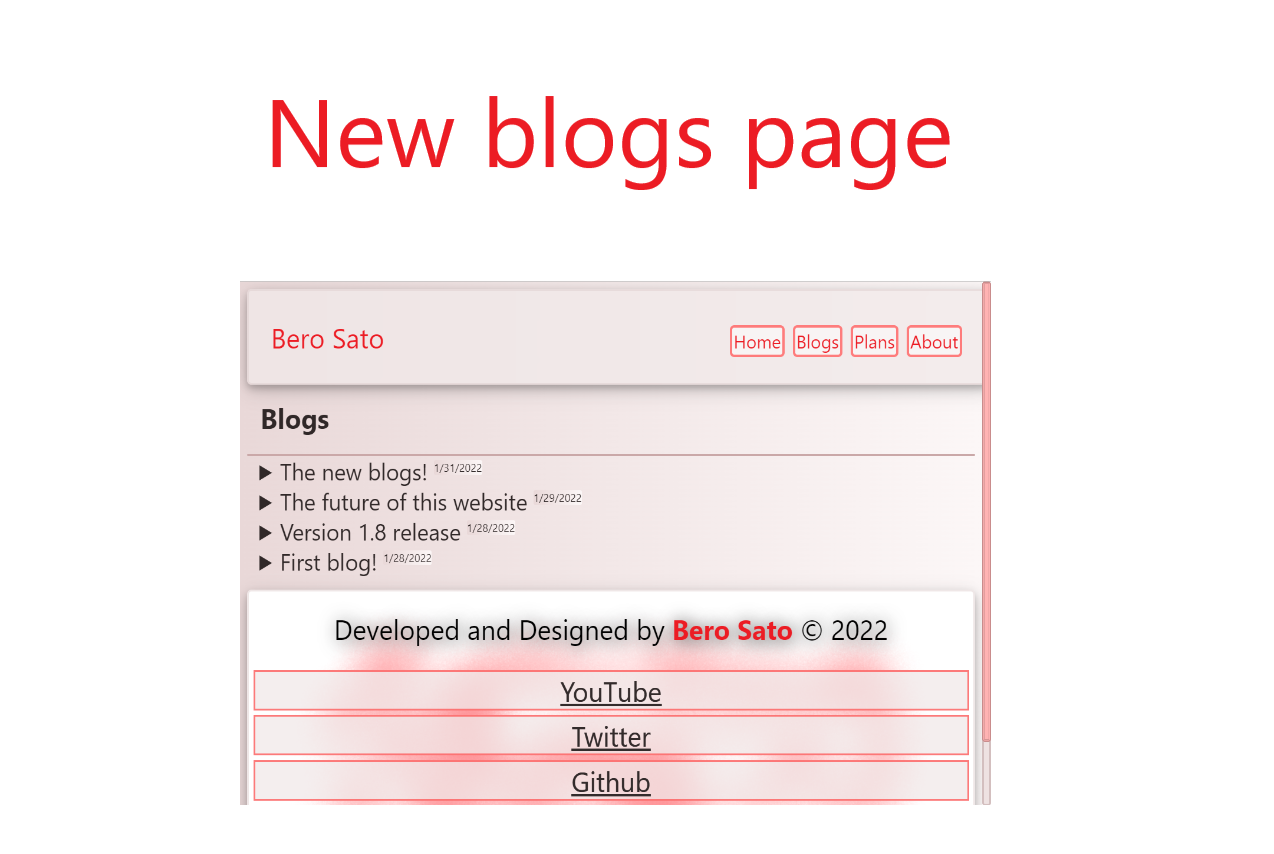 New blogs page
Bero Sato Home Blogs Plans About
Blogs
The new blogs! 1/31/2022
The future of this website 1/29/2022
Version 1.8 release 1/28/2022
First blog! 1/28/2022
Developed and Designed by Bero Sato © 2022
YouTube
Twitter
Github